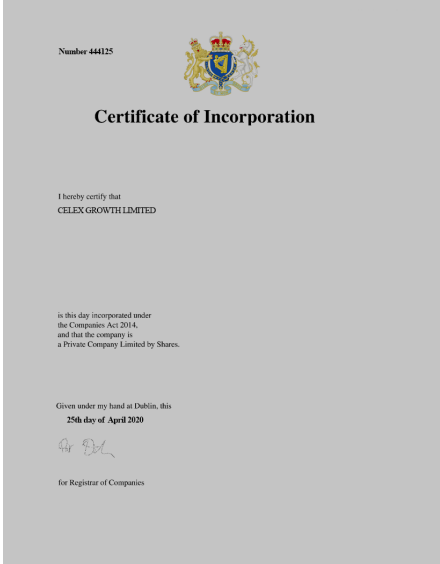 Number 444125
Certificate of Incorporation
I hereby certify that
CELEX GROWTH LIMITED
is this day incorporated under
the Companies Act 2014,
and that the company is
a Private Company Limited by Shares.
Given under my hand at Dublin, this
25th day of April 2020
for Registrar of Companies